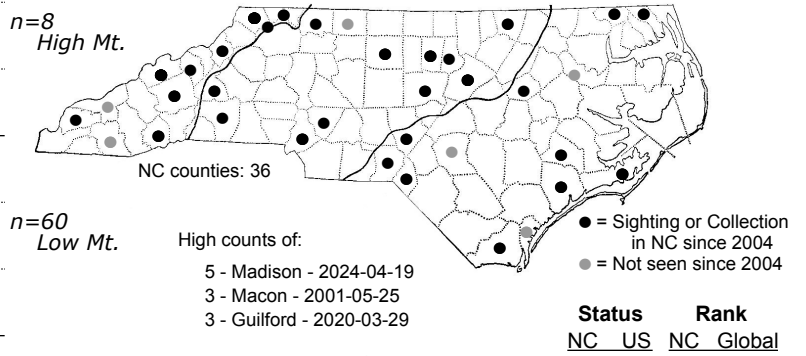 n=8
High Mt.
NC counties: 36
n=60
Low Mt.
High counts of:
5 - Madison - 2024-04-19
3 - Macon - 2001-05-25
3 - Guilford - 2020-03-29
● = Sighting or Collection
in NC since 2004
● = Not seen since 2004
Status Rank
NC US NC Global